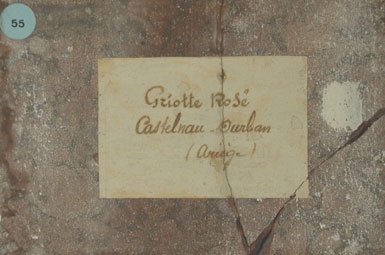 55
Griotte Rosé
Castelnau-Durban
(Ariège)